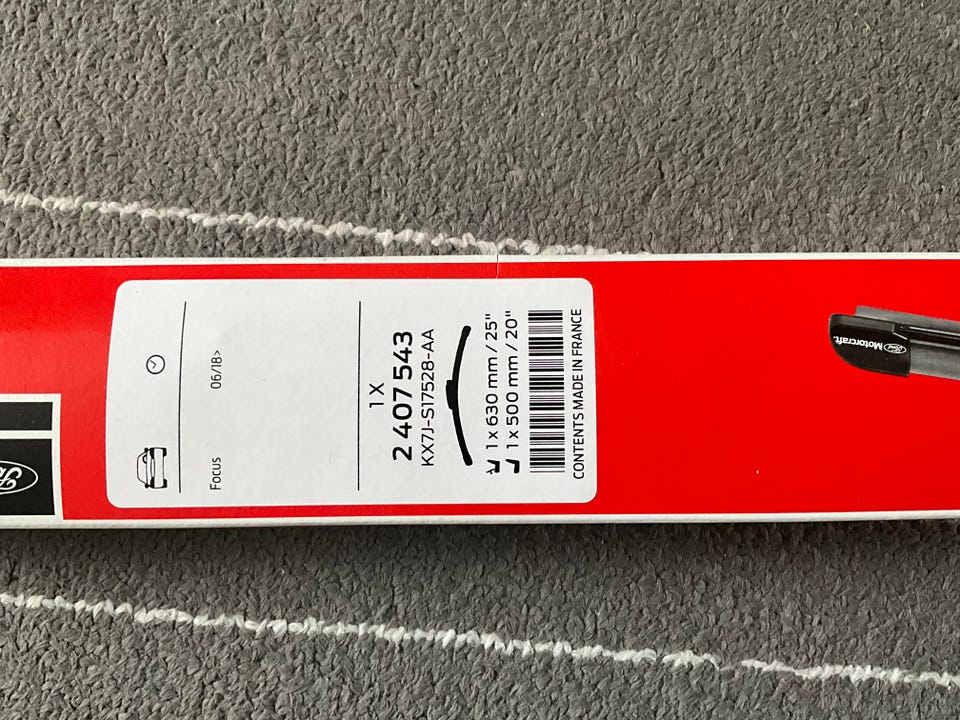 Focus 06/18>
1 X
2 407 543
KX7J-S17528-AA
1 x 630 mm / 25"
1 x 500 mm / 20"
CONTENTS MADE IN FRANCE
Motorcraft
Ford